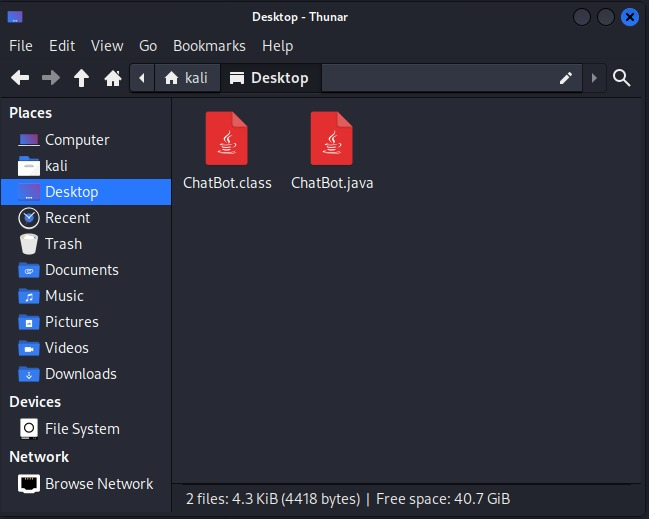 Desktop - Thunar
File Edit View Go Bookmarks Help
kali Desktop
Places
Computer
kali
Desktop
Recent
Trash
Documents
Music
Pictures
Videos
Downloads
Devices
File System
Network
Browse Network
ChatBot.class ChatBot.java
2 files: 4.3 KiB (4418 bytes) | Free space: 40.7 GiB